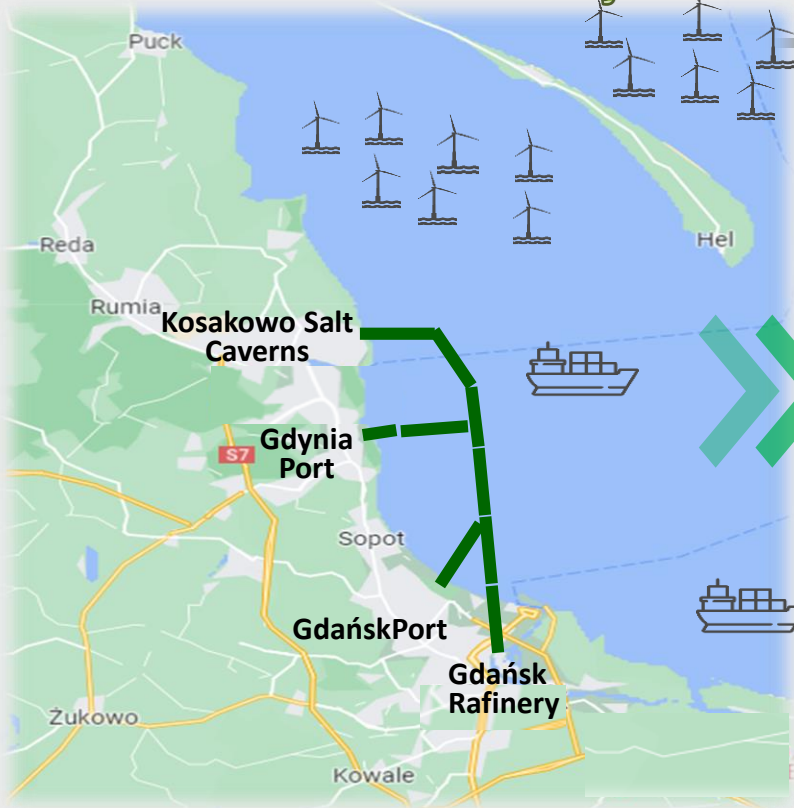 Puck
Hel
Reda
Rumia
Kosakowo Salt
Caverns
Gdynia
Port
S7
Sopot
GdańskPort
Gdańsk
Rafinery
Żukowo
Kowale